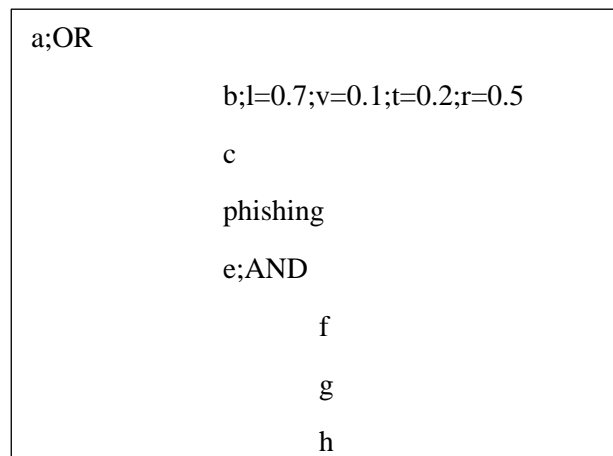 a;OR
b;l=0.7;v=0.1;t=0.2;r=0.5
c
phishing
e;AND
f
g
h